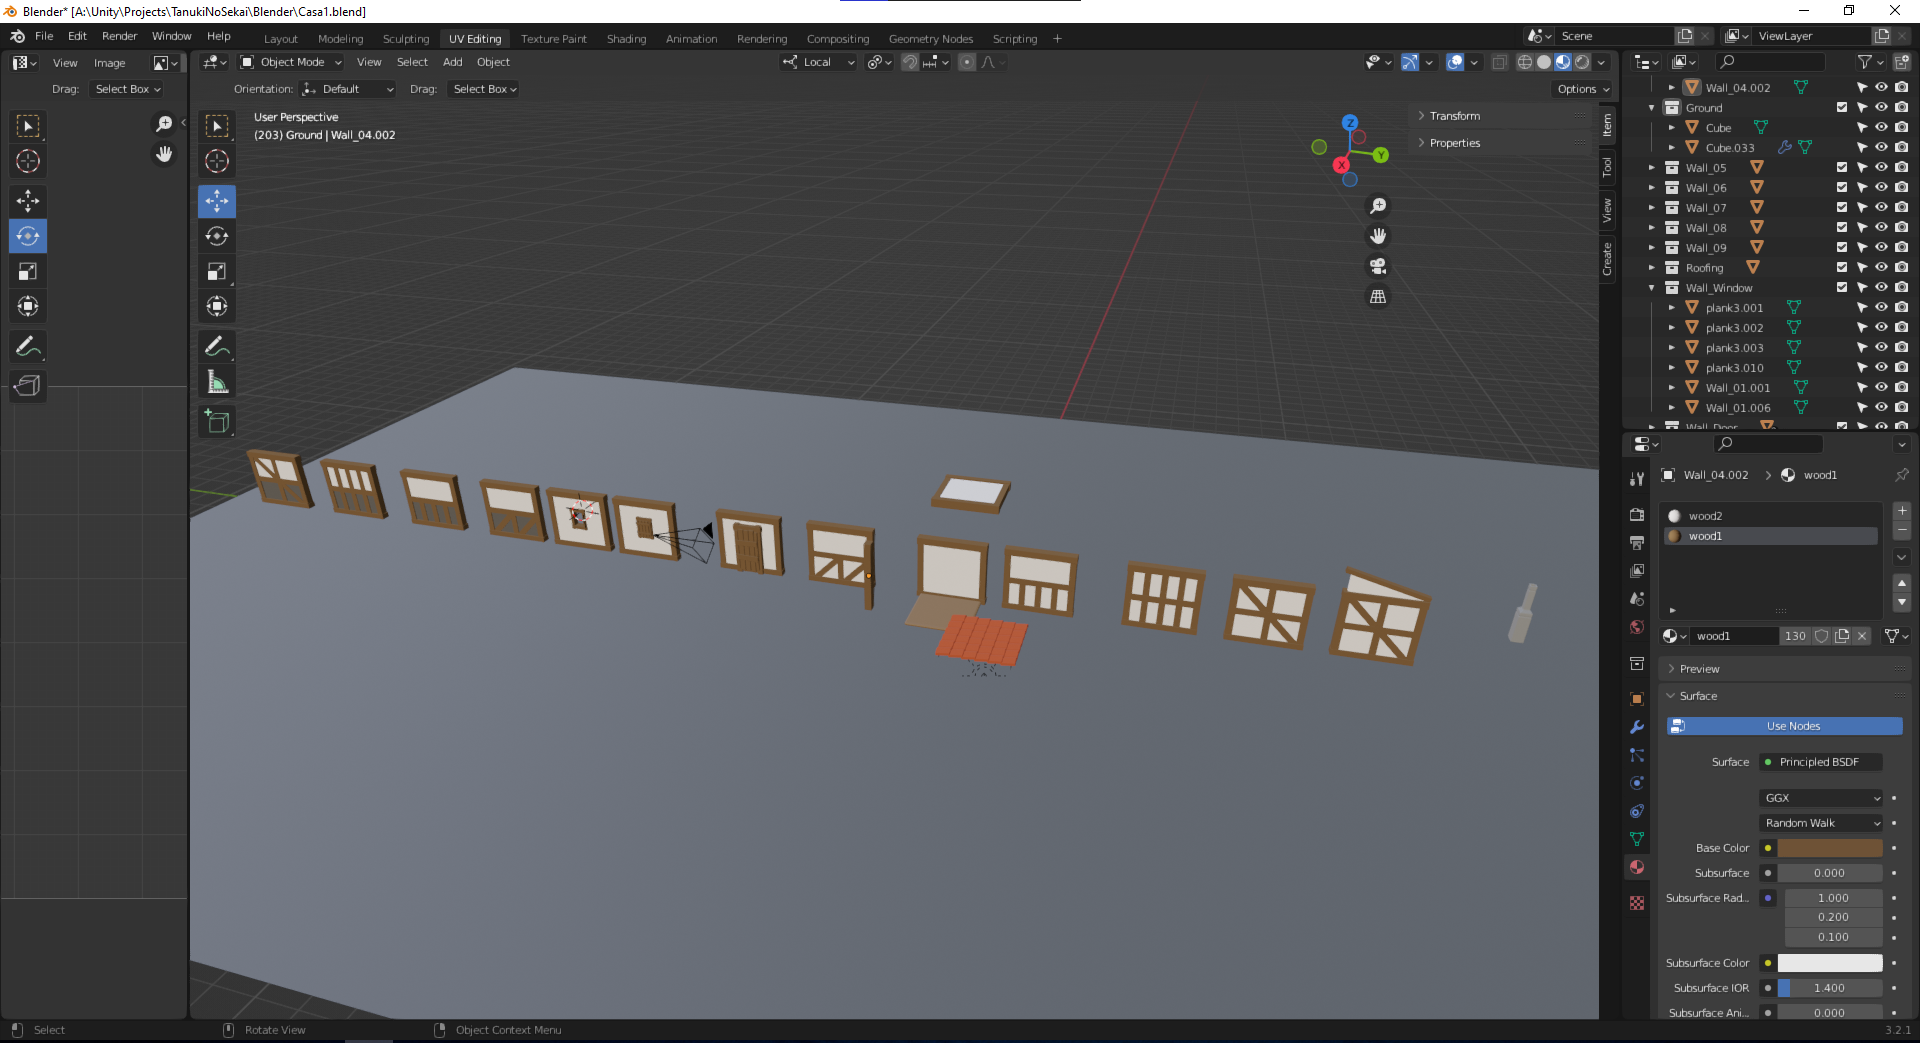 Blender* [A:\Unity\Projects\TanukiNoSekai\Blender\Casa1.blend]
File Edit Render Window Help Layout Modeling Sculpting UV Editing Texture Paint Shading Animation Rendering Compositing Geometry Nodes Scripting + Scene ViewLayer
View Image Object Mode View Select Add Object Local
Drag: Select Box Orientation: Default Drag: Select Box Options
User Perspective
(203) Ground | Wall_04.002
Z
Y
X
Transform
Properties
Item
Tool
View
Create
Wall_04.002
Ground
Cube
Cube.033
Wall_05
Wall_06
Wall_07
Wall_08
Wall_09
Roofing
Wall_Window
plank3.001
plank3.002
plank3.003
plank3.010
Wall_01.001
Wall_01.006
Wall_Door
Wall_04.002 > wood1
wood2
wood1
wood1 130
Preview
Surface
Use Nodes
Surface Principled BSDF
GGX
Random Walk
Base Color
Subsurface 0.000
Subsurface Rad... 1.000
0.200
0.100
Subsurface Color
Subsurface IOR 1.400
Subsurface Ani... 0.000
Select Rotate View Object Context Menu 3.2.1